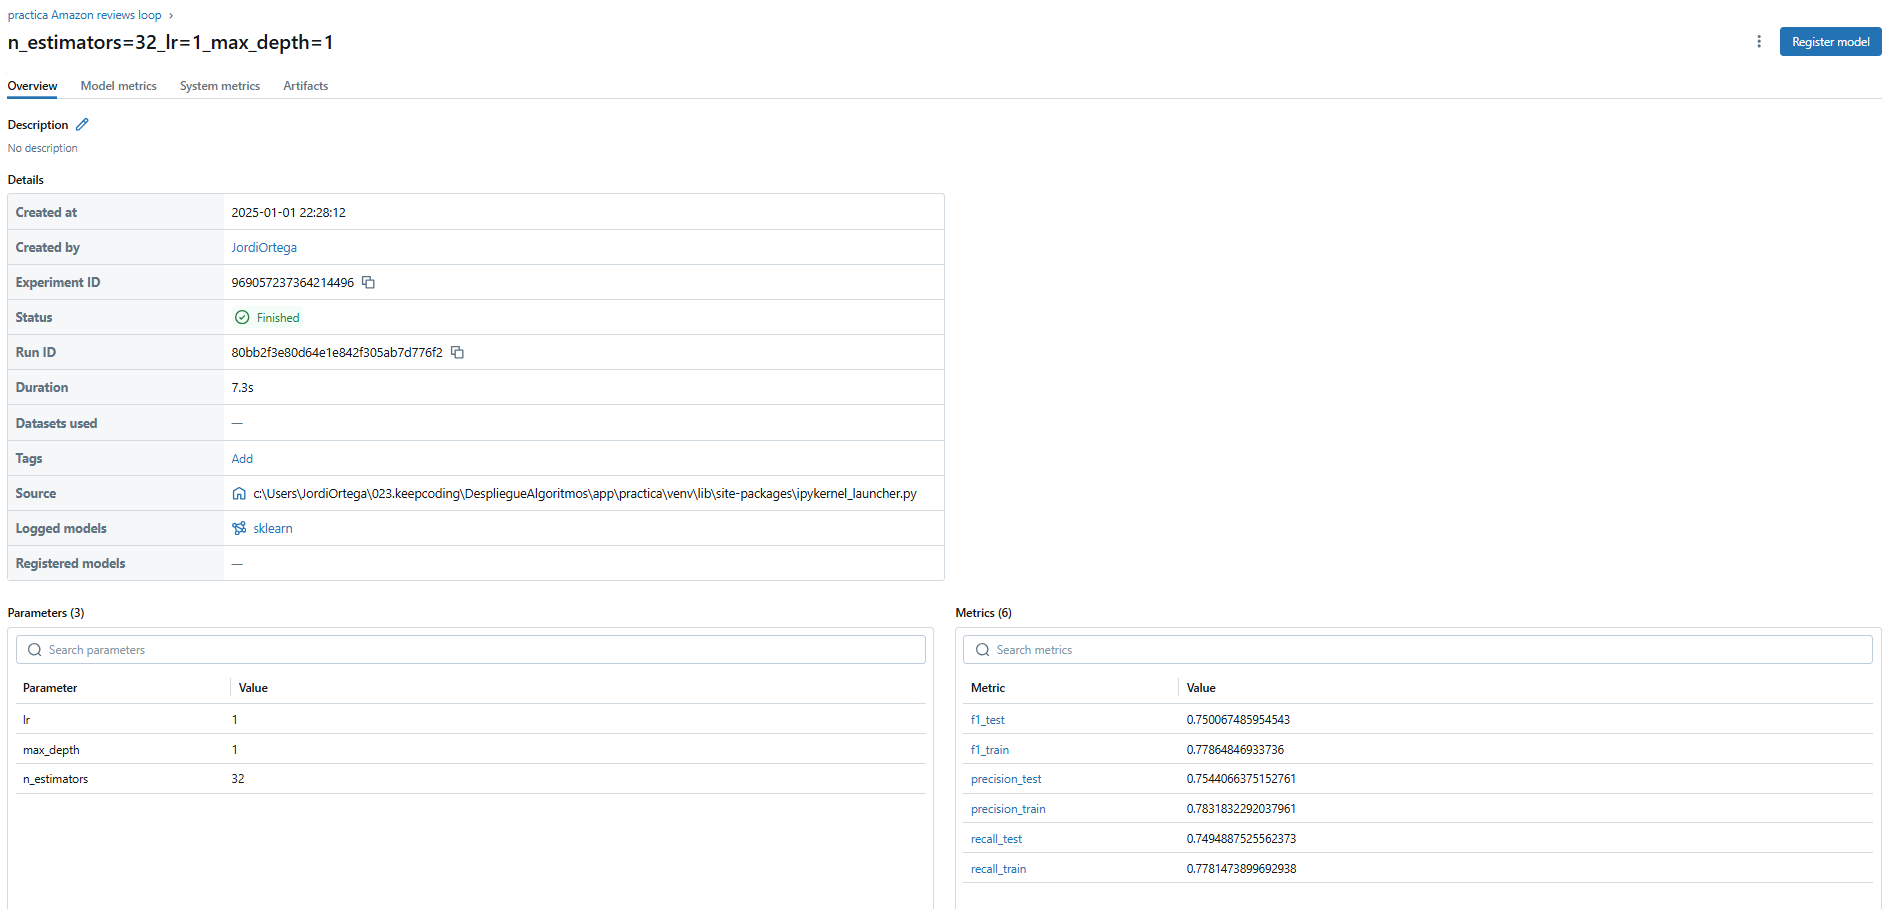 practica Amazon reviews loop ›
n_estimators=32_lr=1_max_depth=1
Register model
Overview Model metrics System metrics Artifacts
Description
No description
Details
Created at 2025-01-01 22:28:12
Created by JordiOrtega
Experiment ID 969057237364214496
Status Finished
Run ID 80bb2f3e80d64e1e842f305ab7d776f2
Duration 7.3s
Datasets used —
Tags Add
Source c:\Users\JordiOrtega\023.keepcoding\DespliegueAlgoritmos\app\practica\venv\lib\site-packages\ipykernel_launcher.py
Logged models sklearn
Registered models —
Parameters (3)
Search parameters
Parameter Value
lr 1
max_depth 1
n_estimators 32
Metrics (6)
Search metrics
Metric Value
f1_test 0.750067485954543
f1_train 0.77864846933736
precision_test 0.7544066375152761
precision_train 0.7831832292037961
recall_test 0.7494887525562373
recall_train 0.7781473899692938